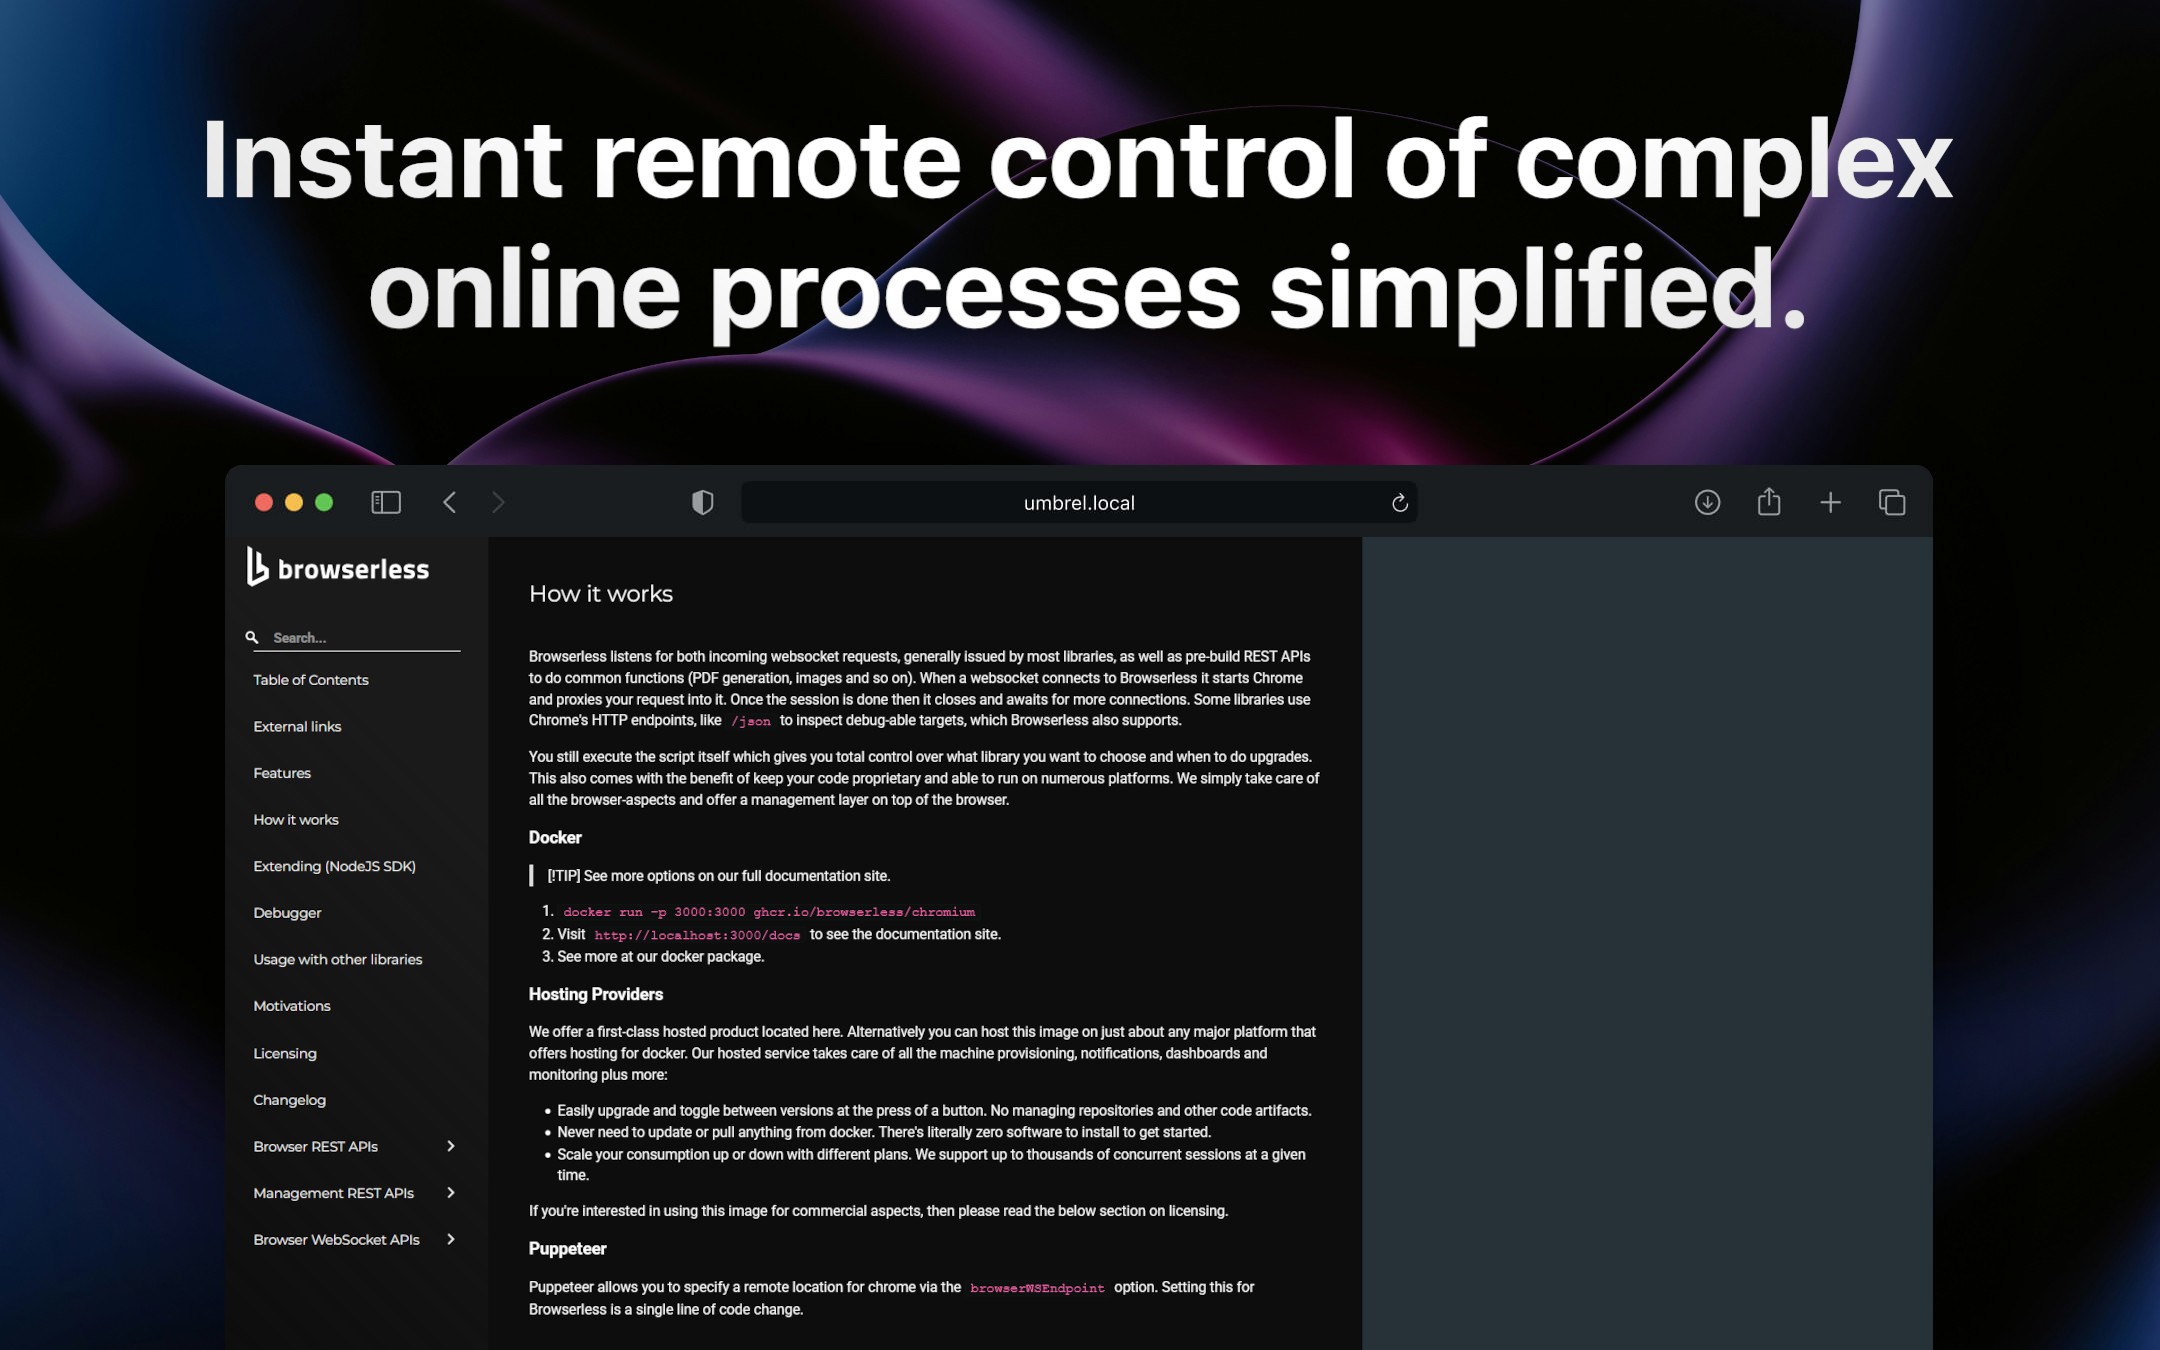 Instant remote control of complex
online processes simplified.
umbrel.local
browserless
Search...
Table of Contents
External links
Features
How it works
Extending (NodeJS SDK)
Debugger
Usage with other libraries
Motivations
Licensing
Changelog
Browser REST APIs
Management REST APIs
Browser WebSocket APIs
How it works
Browserless listens for both incoming websocket requests, generally issued by most libraries, as well as pre-build REST APIs
to do common functions (PDF generation, images and so on). When a websocket connects to Browserless it starts Chrome
and proxies your request into it. Once the session is done then it closes and awaits for more connections. Some libraries use
Chrome's HTTP endpoints, like /json to inspect debug-able targets, which Browserless also supports.
You still execute the script itself which gives you total control over what library you want to choose and when to do upgrades.
This also comes with the benefit of keep your code proprietary and able to run on numerous platforms. We simply take care of
all the browser-aspects and offer a management layer on top of the browser.
Docker
[!TIP] See more options on our full documentation site.
1. docker run -p 3000:3000 ghcr.io/browserless/chromium
2. Visit http://localhost:3000/docs to see the documentation site.
3. See more at our docker package.
Hosting Providers
We offer a first-class hosted product located here. Alternatively you can host this image on just about any major platform that
offers hosting for docker. Our hosted service takes care of all the machine provisioning, notifications, dashboards and
monitoring plus more:
• Easily upgrade and toggle between versions at the press of a button. No managing repositories and other code artifacts.
• Never need to update or pull anything from docker. There's literally zero software to install to get started.
• Scale your consumption up or down with different plans. We support up to thousands of concurrent sessions at a given
time.
If you're interested in using this image for commercial aspects, then please read the below section on licensing.
Puppeteer
Puppeteer allows you to specify a remote location for chrome via the browserWSEndpoint option. Setting this for
Browserless is a single line of code change.